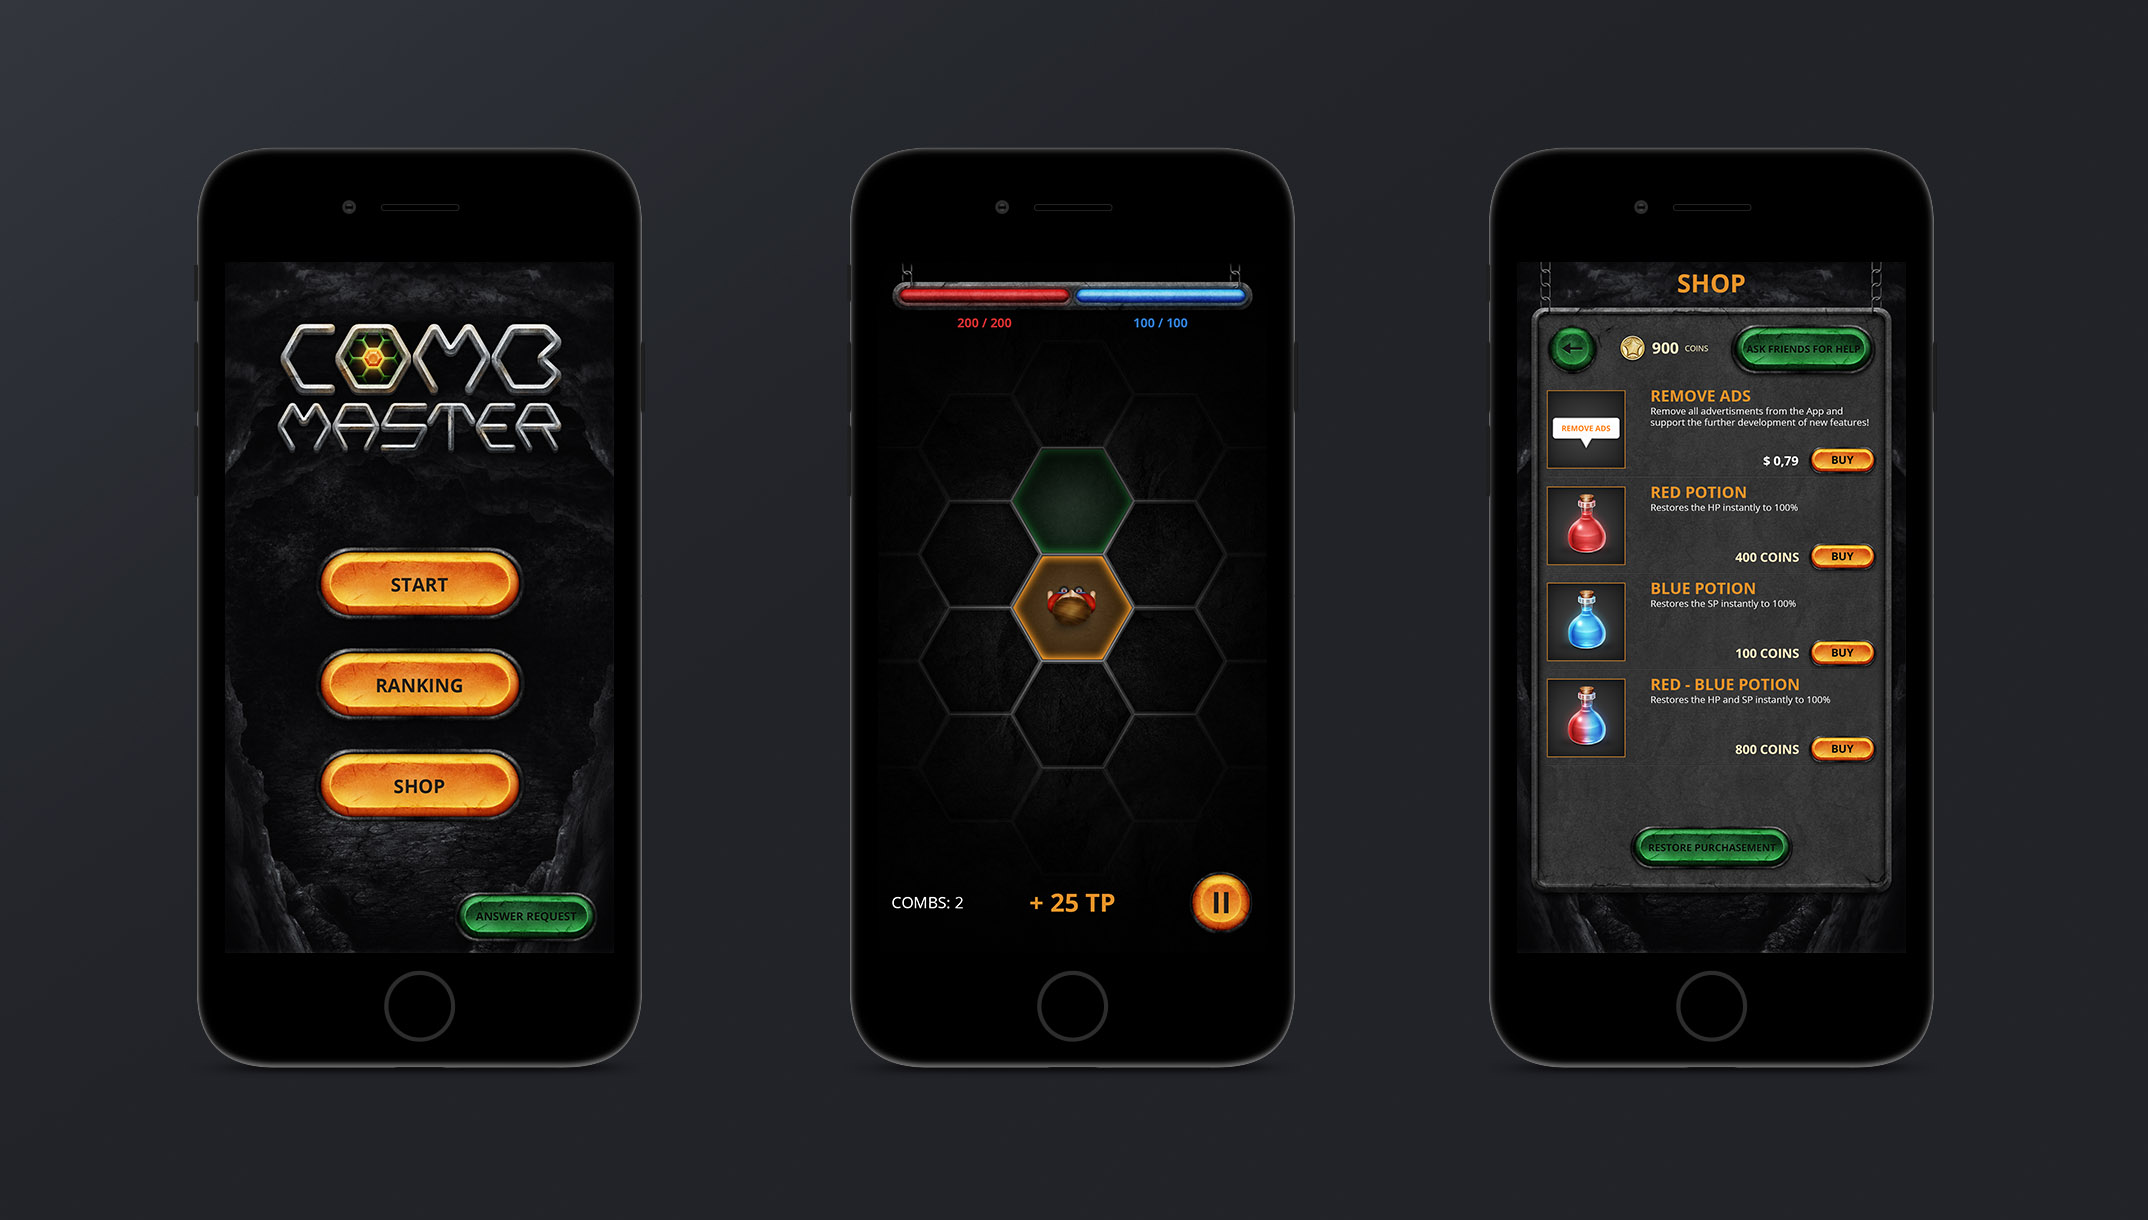 COMB
MASTER
START
RANKING
SHOP
ANSWER REQUEST
200 / 200
100 / 100
COMBS: 2
+ 25 TP
SHOP
900 COINS
ASK FRIENDS FOR HELP
REMOVE ADS
REMOVE ADS
Remove all advertisments from the App and
support the further development of new features!
$ 0,79
BUY
RED POTION
Restores the HP instantly to 100%
400 COINS
BUY
BLUE POTION
Restores the SP instantly to 100%
100 COINS
BUY
RED - BLUE POTION
Restores the HP and SP instantly to 100%
800 COINS
BUY
RESTORE PURCHASEMENT